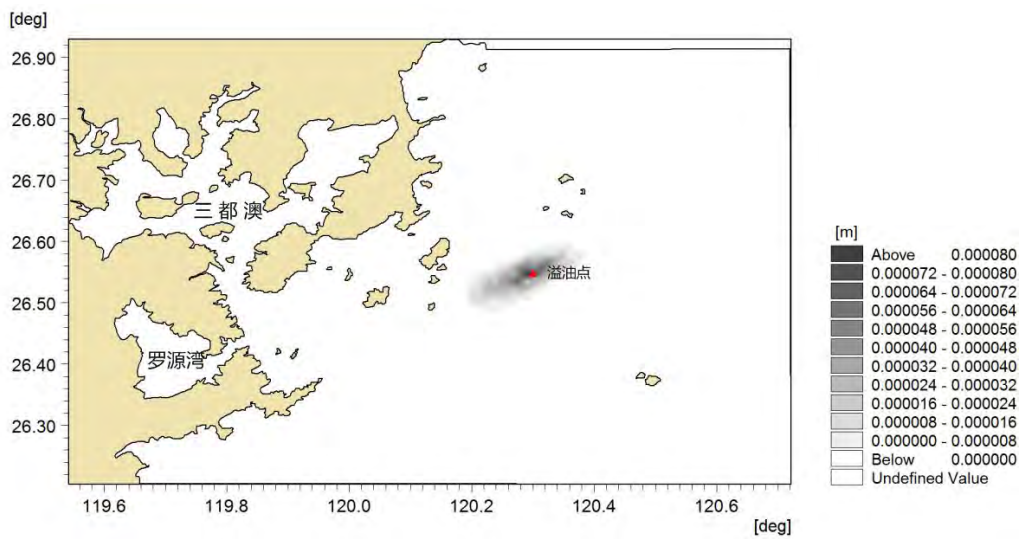 [deg]
26.90
26.80
26.70
三都澳
26.60
溢油点
26.50
罗源湾
26.40
26.30
119.6 119.8 120.0 120.2 120.4 120.6
[deg]
[m]
Above 0.000080
0.000072 - 0.000080
0.000064 - 0.000072
0.000056 - 0.000064
0.000048 - 0.000056
0.000040 - 0.000048
0.000032 - 0.000040
0.000024 - 0.000032
0.000016 - 0.000024
0.000008 - 0.000016
0.000000 - 0.000008
Below 0.000000
Undefined Value